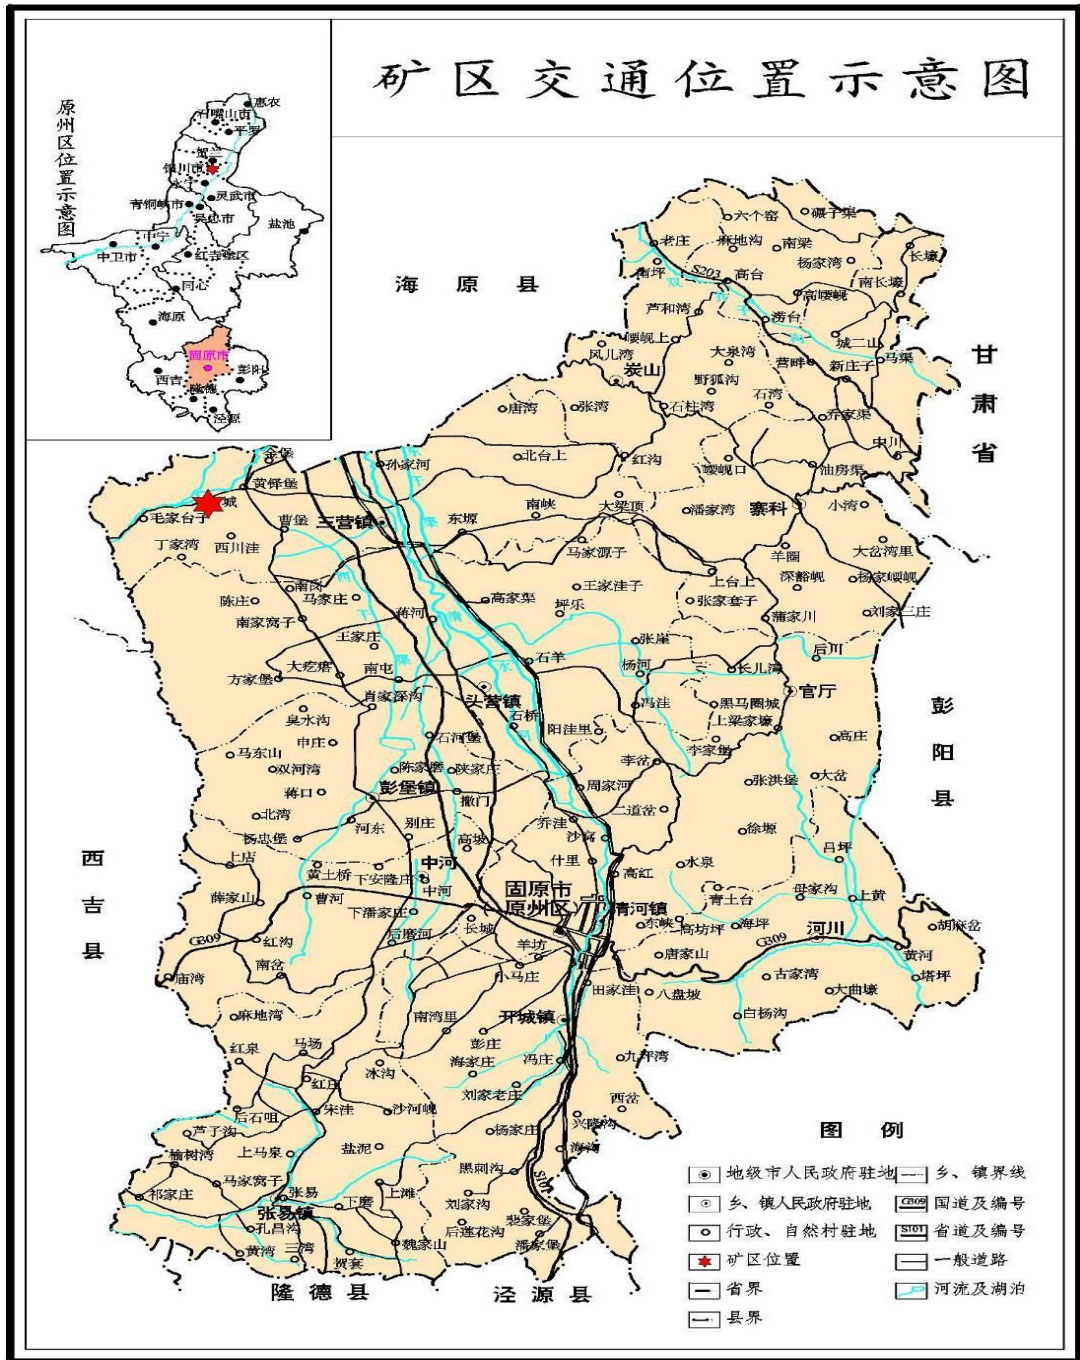 矿区交通位置示意图
原州区位置示意图
惠农
石嘴山市
平罗
贺兰
银川市
永宁
灵武市
青铜峡市
吴忠市
盐池
中宁
中卫市
红寺堡区
同心
海原
固原市
彭阳
西吉
隆德
泾源
海原县
甘肃省
彭阳县
西吉县
隆德县
泾源县
六个窑
碾子渠
老庄
麻地沟
南梁
杨家湾
长壕
南坪
S203
高台
南长壕
高崾岘
芦和湾
涝台
城二山
崾岘上
风儿湾
大泉湾
营畔
新庄子
马渠
炭山
野狐沟
石湾
唐湾
张湾
石柱湾
乔家渠
中川
孙家河
北台上
红沟
崾岘口
油房渠
黄铎堡
城
毛家台子
曹堡
三营镇
东塬
南峡
大梁顶
潘家湾
寨科
小湾
丁家湾
西川洼
马家源子
羊圈
大岔湾里
南岗
上台上
深豁岘
杨家崾岘
陈庄
马家庄
高家渠
王家洼子
坪乐
张家套子
南家窝子
蒋河
蒲家川
刘家三庄
王家庄
张崖
后川
大疙瘩
南屯
石羊
杨河
长儿湾
方家堡
肖家深沟
头营镇
官厅
冯洼
黑马圈城
臭水沟
石桥
阳洼里
上梁家壕
申庄
石河堡
李家堡
高庄
马东山
双河湾
陈家磨
陕家庄
李岔
张洪堡
大岔
蒋口
彭堡镇
撒门
周家河
二道岔
北湾
河东
别庄
乔洼
徐塬
杨忠堡
高坡
沙窝
吕坪
上店
黄土桥
下安隆庄
中河
什里
高红
水泉
薛家山
曹河
中河
固原市
原州区
青土台
母家沟
上黄
下潘家庄
清河镇
东峡
高坊坪
海坪
河川
胡麻岔
G309
红沟
后磨河
长城
羊坊
G309
黄河
庙湾
南岔
小马庄
唐家山
古家湾
塔坪
田家洼
八盘坡
大曲壕
麻地湾
南湾里
开城镇
白杨沟
红泉
马场
彭庄
海家庄
冯庄
九坪湾
冰沟
红庄
刘家老庄
西岔
后石咀
宋洼
沙河岘
兴隆沟
芦子沟
杨家庄
榆树湾
上马泉
盐泥
海沟
黑刺沟
祁家庄
马家窝子
张易
上滩
S101
张易镇
下磨
刘家沟
裴家堡
孔昌沟
后莲花沟
黄湾
三湾
魏家山
潘家堡
贺套
图例
地级市人民政府驻地
乡、镇界线
乡、镇人民政府驻地
G309
国道及编号
行政、自然村驻地
S101
省道及编号
矿区位置
一般道路
省界
河流及湖泊
县界